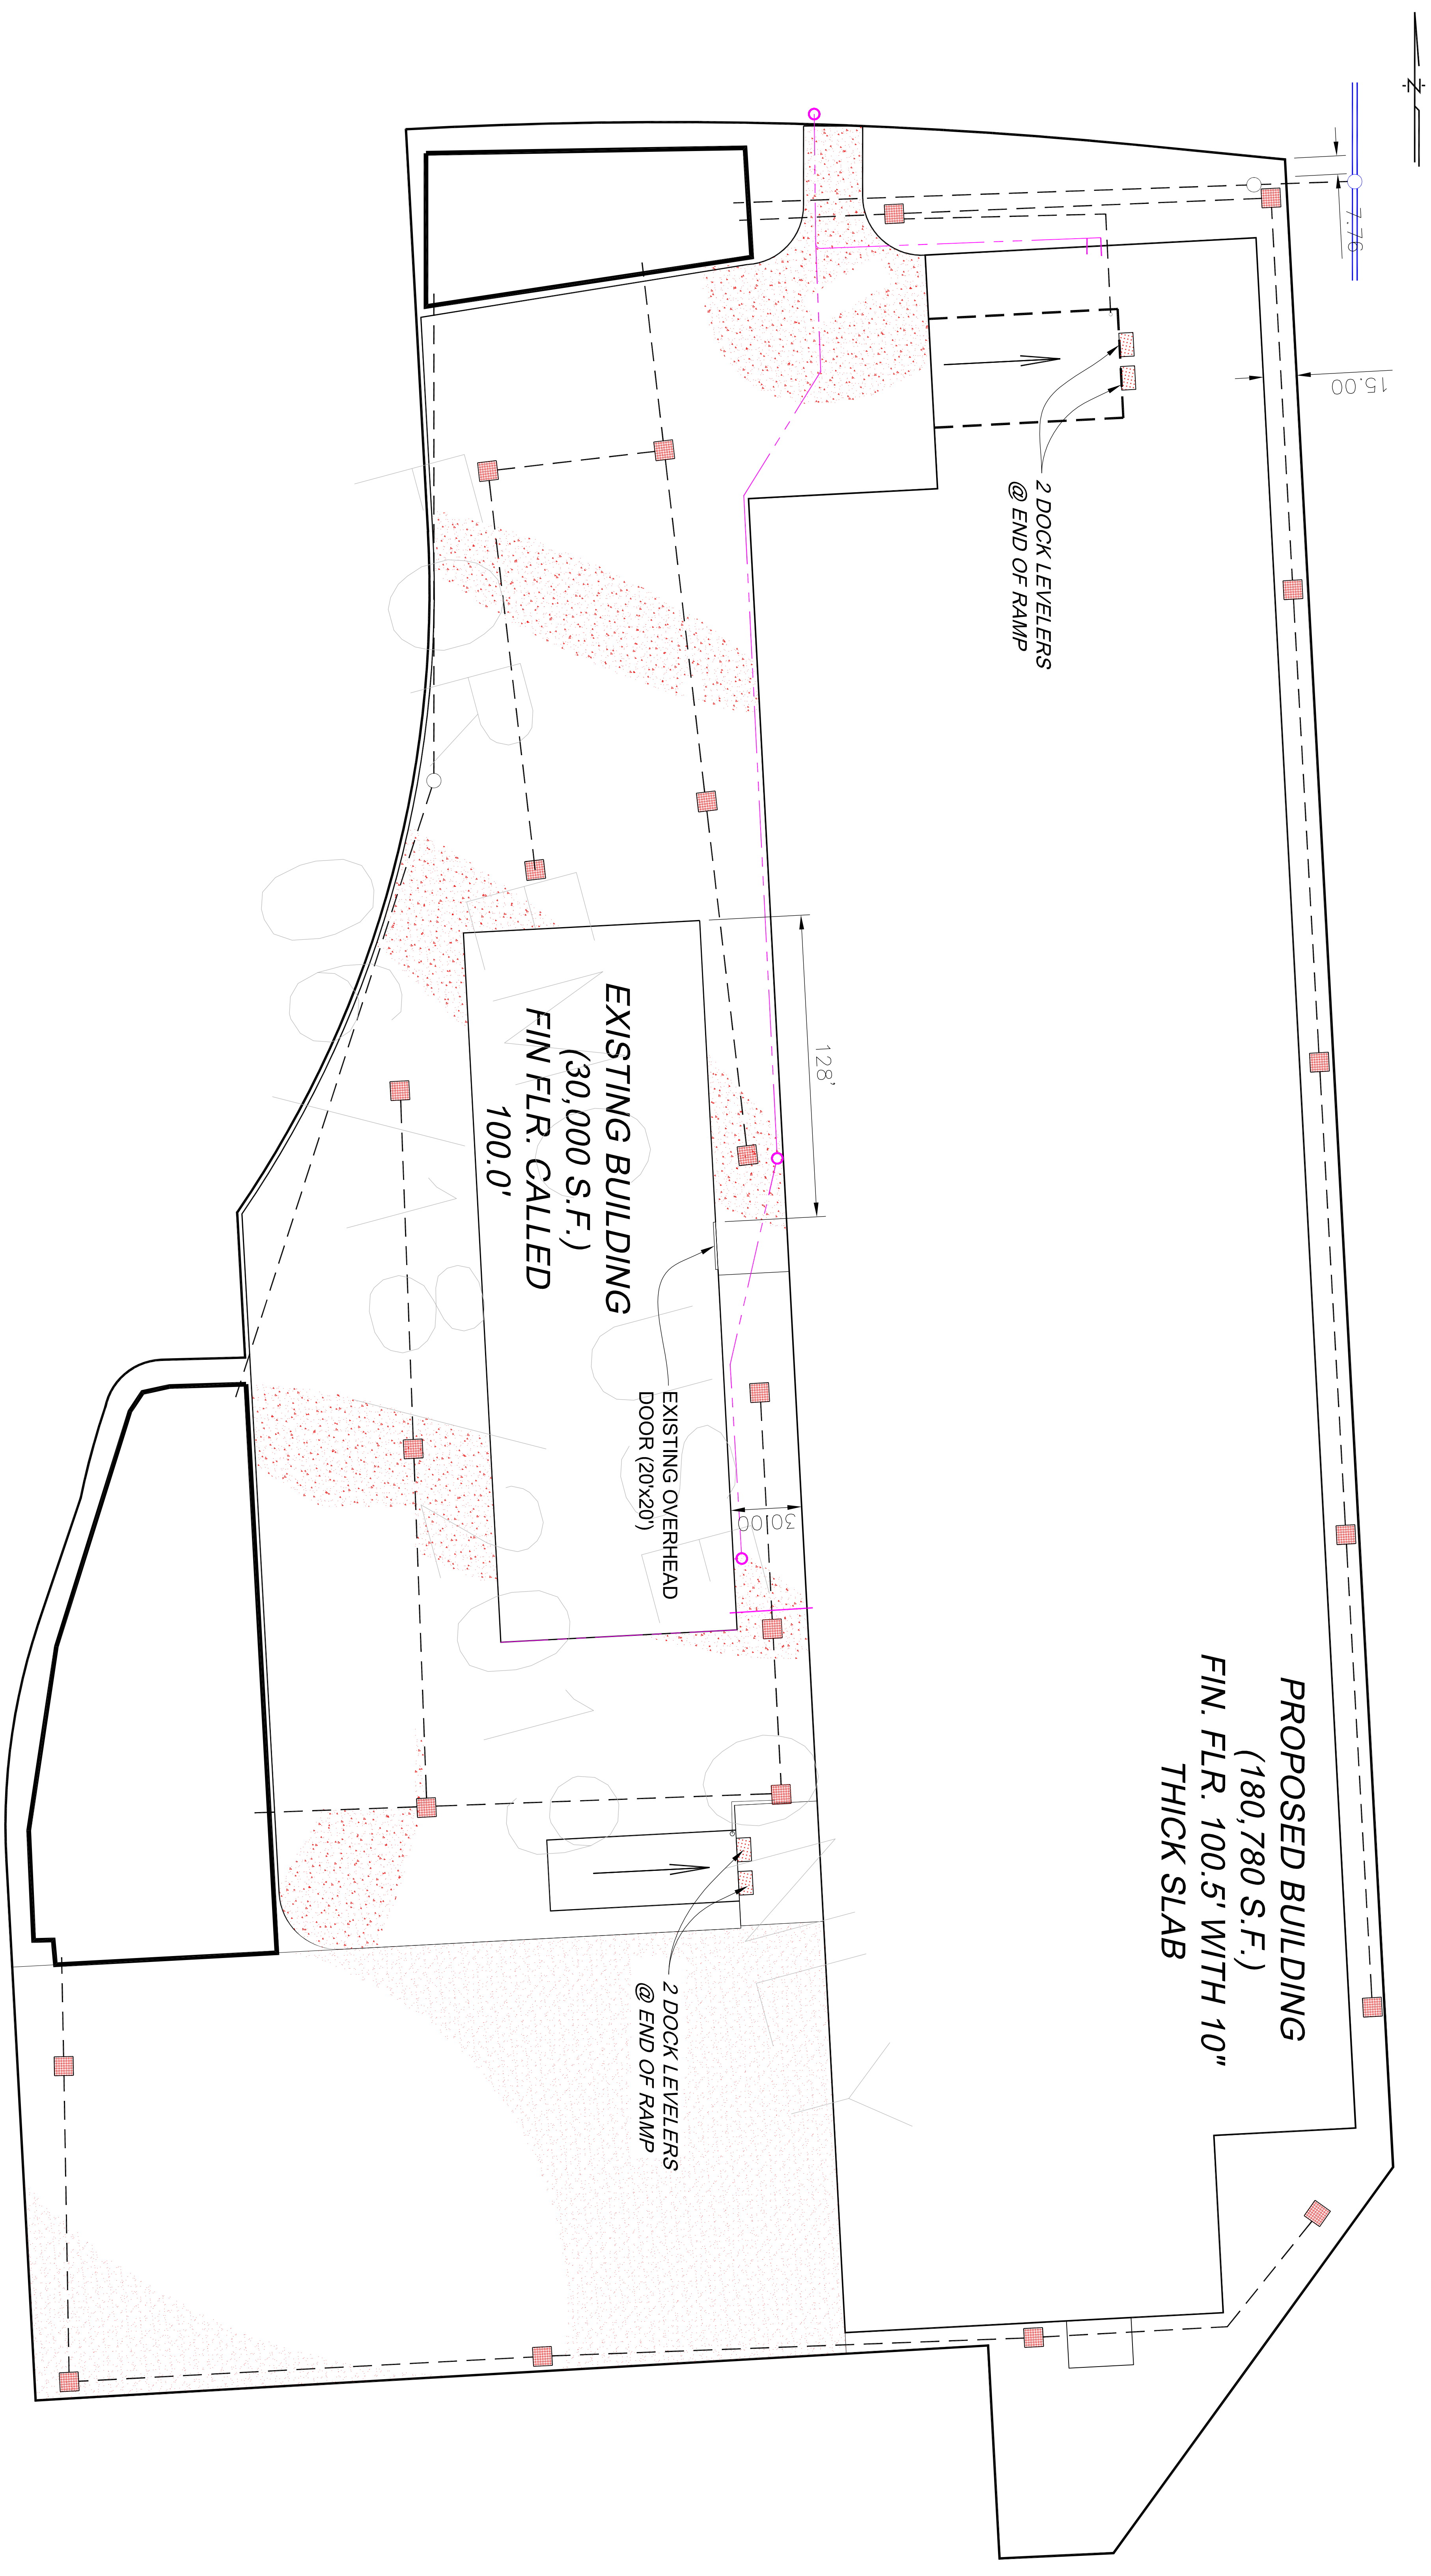 N
7.76
15.00
2 DOCK LEVELERS
@ END OF RAMP
128'
EXISTING BUILDING
(30,000 S.F.)
FIN FLR. CALLED
100.0'
EXISTING OVERHEAD
DOOR (20'x20')
30.00
PROPOSED BUILDING
(180,780 S.F.)
FIN. FLR. 100.5' WITH 10"
THICK SLAB
2 DOCK LEVELERS
@ END OF RAMP